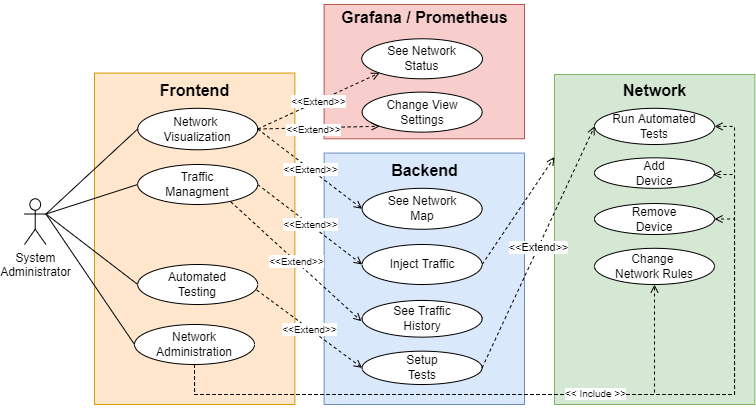 Grafana / Prometheus
See Network
Status
Change View
Settings
<<Extend>>
<<Extend>>
Frontend
Network
Visualization
Traffic
Managment
Automated
Testing
Network
Administration
System
Administrator
<<Extend>>
<<Extend>>
<<Extend>>
<<Extend>>
Backend
See Network
Map
Inject Traffic
See Traffic
History
Setup
Tests
<<Extend>>
Network
Run Automated
Tests
Add
Device
Remove
Device
Change
Network Rules
<< Include >>